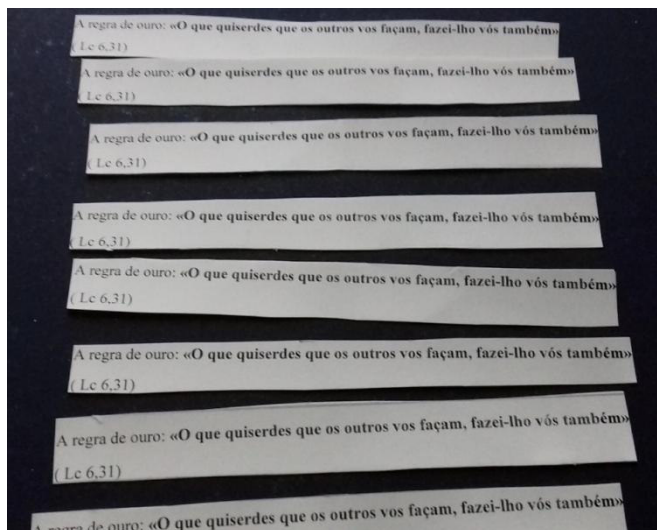 A regra de ouro: «O que quiserdes que os outros vos façam, fazei-lho vós também»
( Lc 6,31)
A regra de ouro: «O que quiserdes que os outros vos façam, fazei-lho vós também»
( Lc 6,31)
A regra de ouro: «O que quiserdes que os outros vos façam, fazei-lho vós também»
( Lc 6,31)
A regra de ouro: «O que quiserdes que os outros vos façam, fazei-lho vós também»
( Lc 6,31)
A regra de ouro: «O que quiserdes que os outros vos façam, fazei-lho vós também»
( Lc 6,31)
A regra de ouro: «O que quiserdes que os outros vos façam, fazei-lho vós também»
( Lc 6,31)
A regra de ouro: «O que quiserdes que os outros vos façam, fazei-lho vós também»
( Lc 6,31)
A regra de ouro: «O que quiserdes que os outros vos façam, fazei-lho vós também»